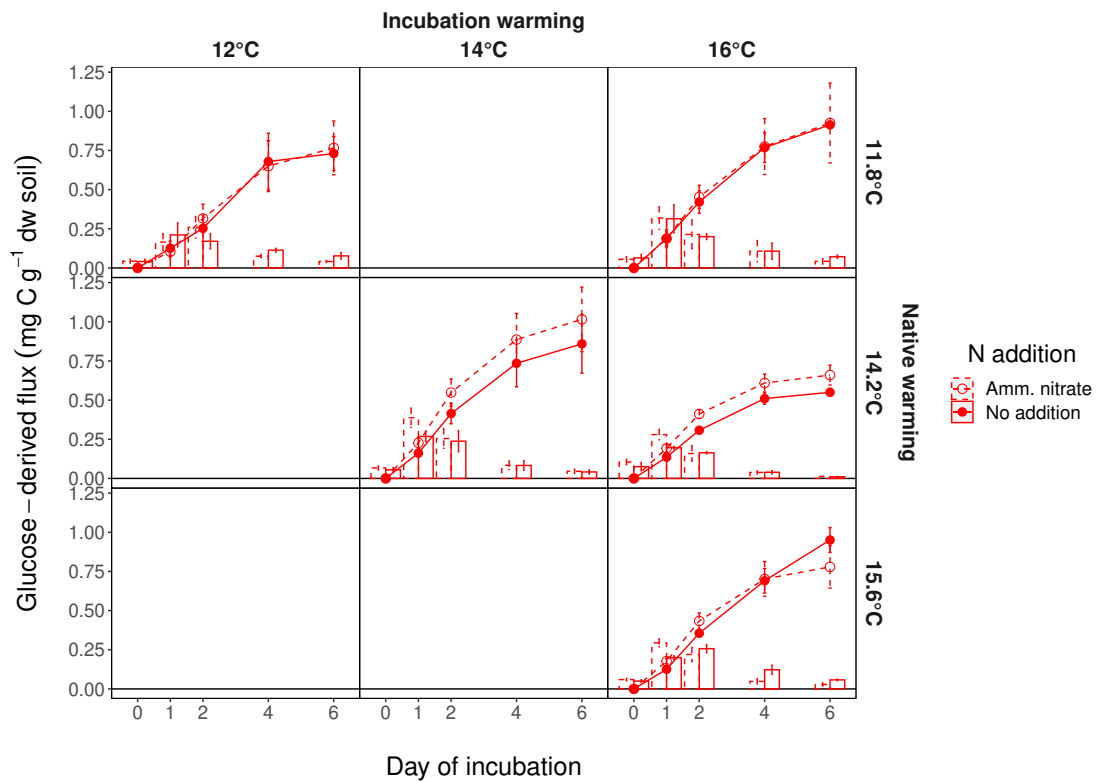 Incubation warming
12°C 14°C 16°C
1.25
1.00
0.75
0.50
0.25
0.00
11.8°C
1.25
1.00
0.75
0.50
0.25
0.00
14.2°C
1.25
1.00
0.75
0.50
0.25
0.00
15.6°C
Glucose−derived flux (mg C g⁻¹ dw soil)
Native warming
N addition
Amm. nitrate
No addition
0 1 2 4 6 0 1 2 4 6 0 1 2 4 6
Day of incubation